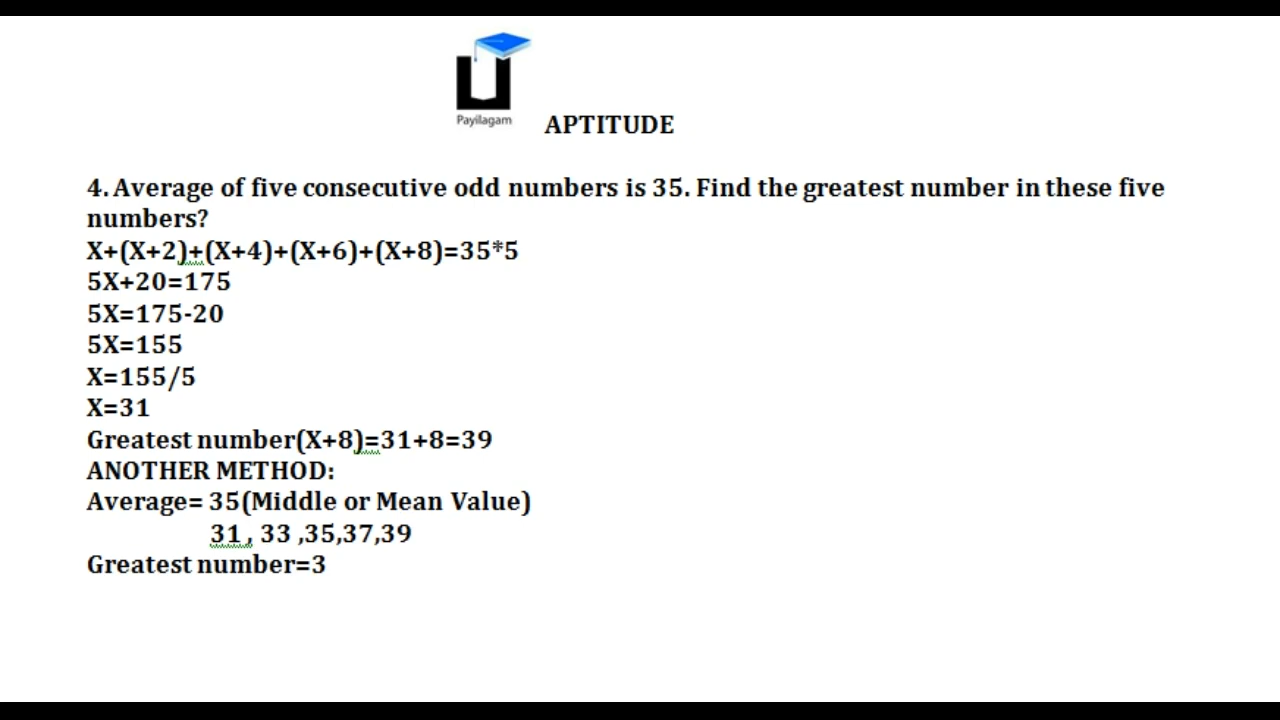 Payilagam
APTITUDE
4. Average of five consecutive odd numbers is 35. Find the greatest number in these five
numbers?
X+(X+2)+(X+4)+(X+6)+(X+8)=35*5
5X+20=175
5X=175-20
5X=155
X=155/5
X=31
Greatest number(X+8)=31+8=39
ANOTHER METHOD:
Average= 35(Middle or Mean Value)
31 , 33 ,35,37,39
Greatest number=3